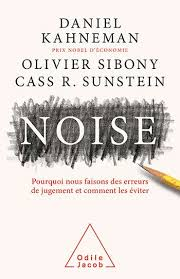 DANIEL
KAHNEMAN
PRIX NOBEL D'ÉCONOMIE
OLIVIER SIBONY
CASS R. SUNSTEIN
NOISE
Pourquoi nous faisons des erreurs
de jugement et comment les éviter
Odile
Jacob